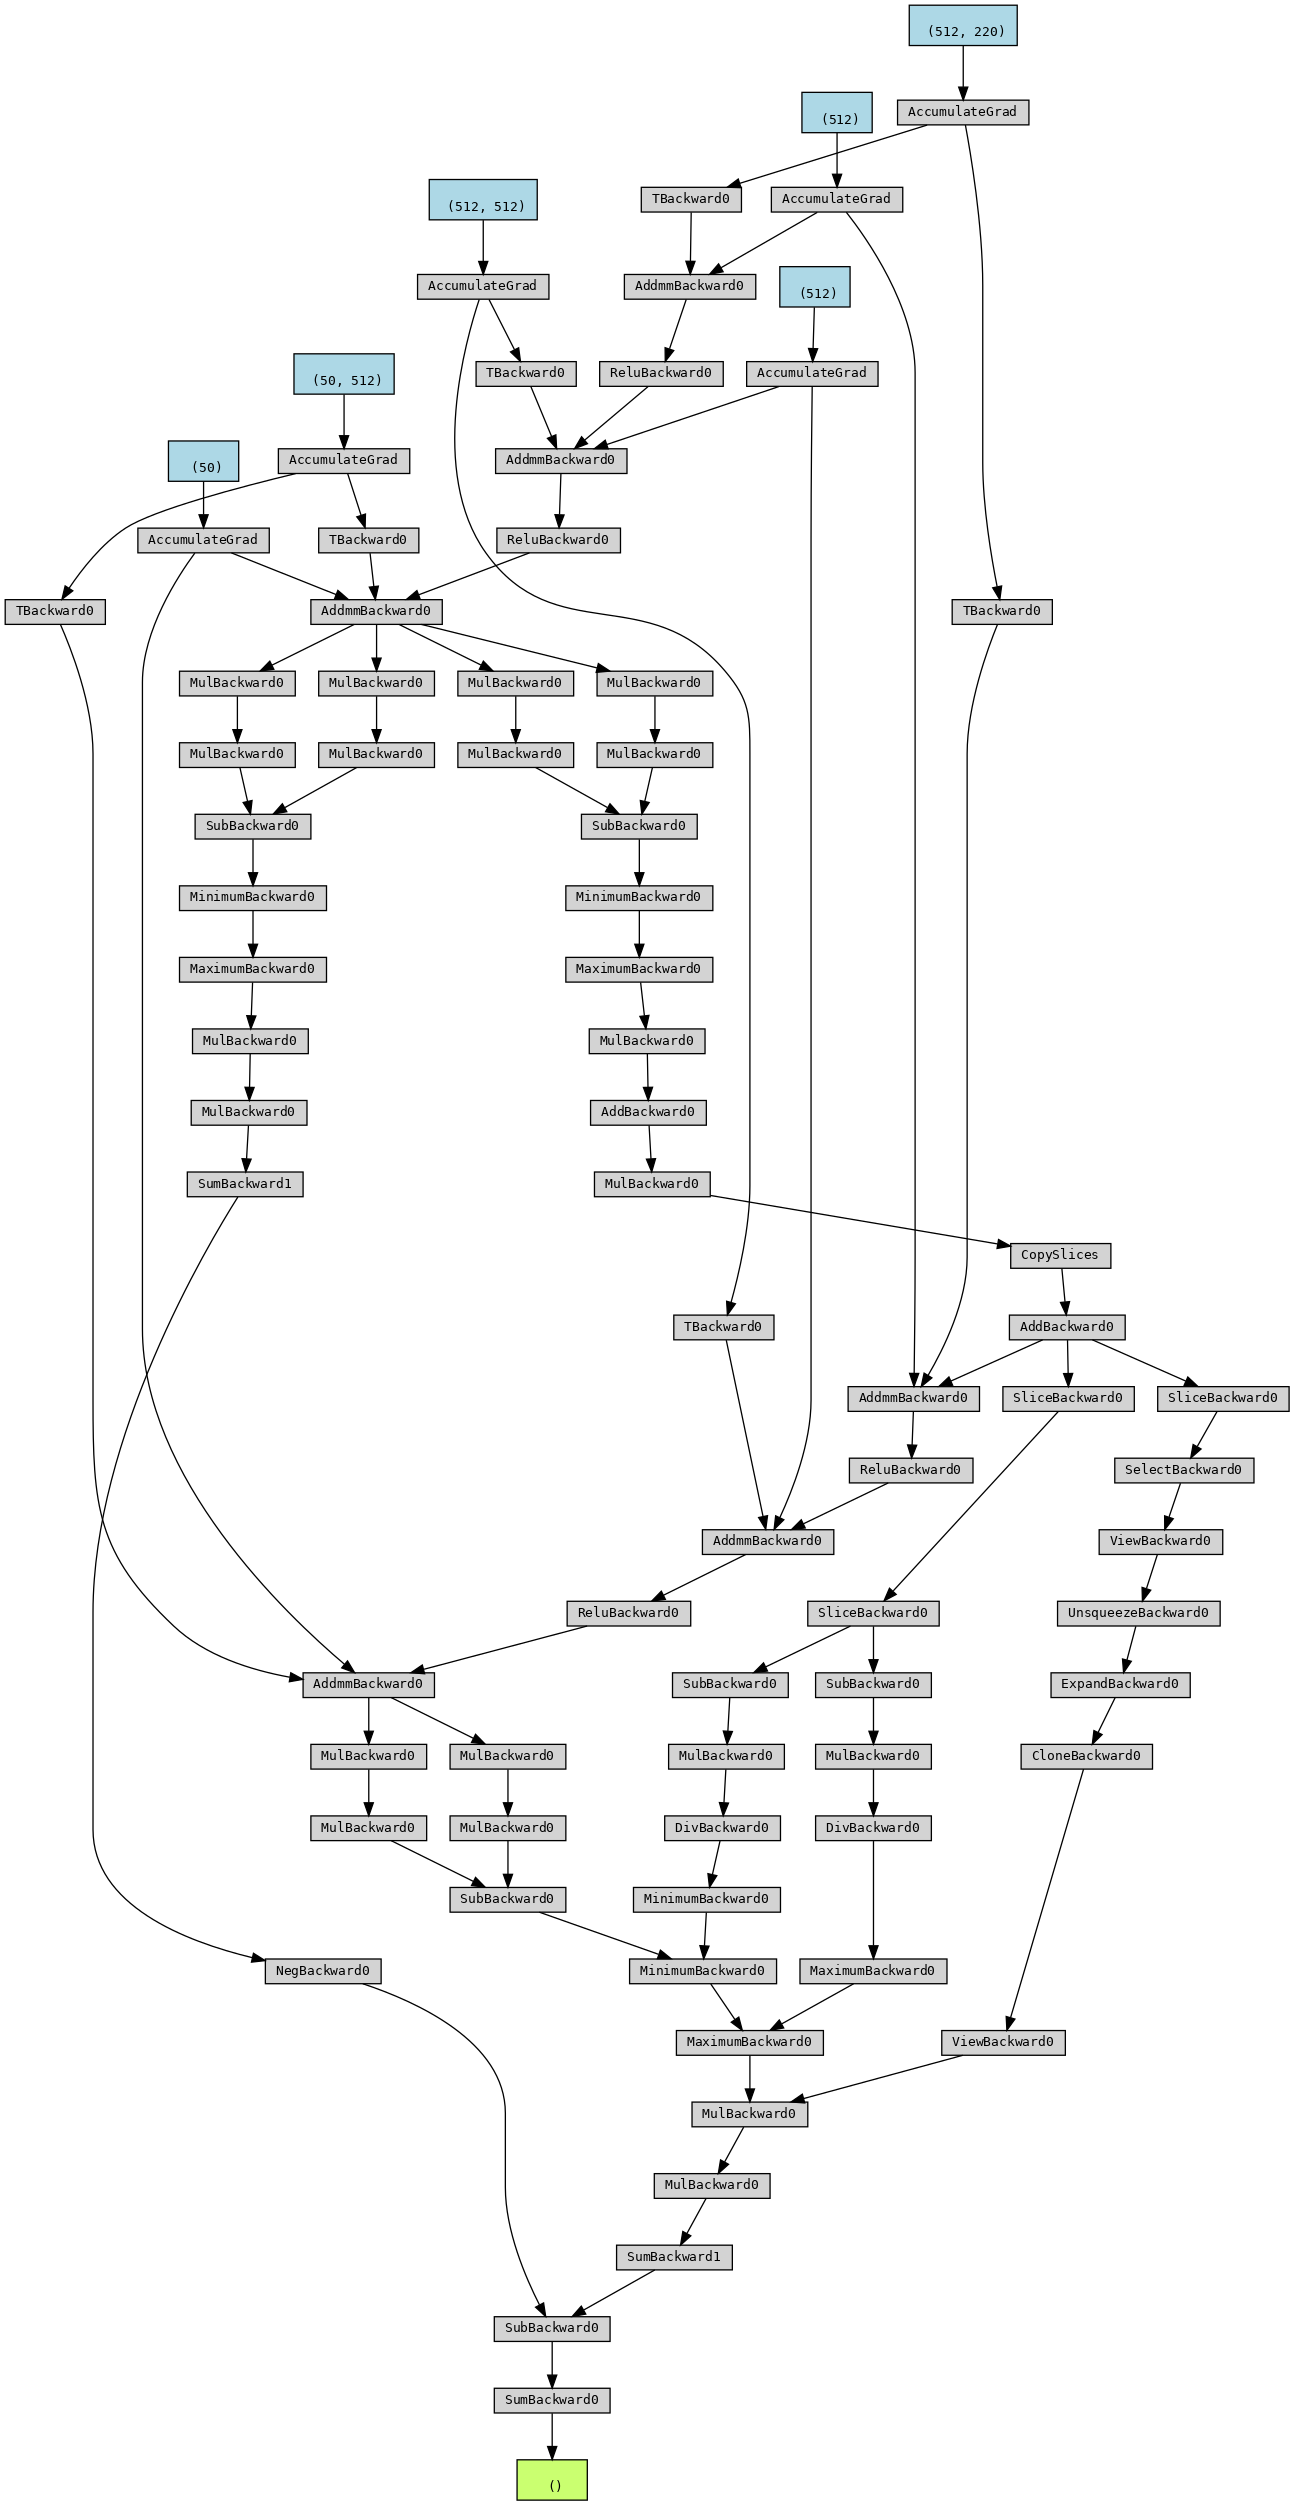 (512, 220)
(512)
AccumulateGrad
(512, 512)
TBackward0
AccumulateGrad
AccumulateGrad
AddmmBackward0
(512)
(50, 512)
TBackward0
ReluBackward0
AccumulateGrad
(50)
AccumulateGrad
AddmmBackward0
AccumulateGrad
TBackward0
ReluBackward0
TBackward0
AddmmBackward0
TBackward0
MulBackward0
MulBackward0
MulBackward0
MulBackward0
MulBackward0
MulBackward0
MulBackward0
MulBackward0
SubBackward0
SubBackward0
MinimumBackward0
MinimumBackward0
MaximumBackward0
MaximumBackward0
MulBackward0
MulBackward0
MulBackward0
AddBackward0
SumBackward1
MulBackward0
CopySlices
TBackward0
AddBackward0
AddmmBackward0
SliceBackward0
SliceBackward0
ReluBackward0
SelectBackward0
AddmmBackward0
ViewBackward0
ReluBackward0
SliceBackward0
UnsqueezeBackward0
AddmmBackward0
SubBackward0
SubBackward0
ExpandBackward0
MulBackward0
MulBackward0
MulBackward0
MulBackward0
CloneBackward0
MulBackward0
MulBackward0
DivBackward0
DivBackward0
SubBackward0
MinimumBackward0
NegBackward0
MinimumBackward0
MaximumBackward0
MaximumBackward0
ViewBackward0
MulBackward0
MulBackward0
SumBackward1
SubBackward0
SumBackward0
()